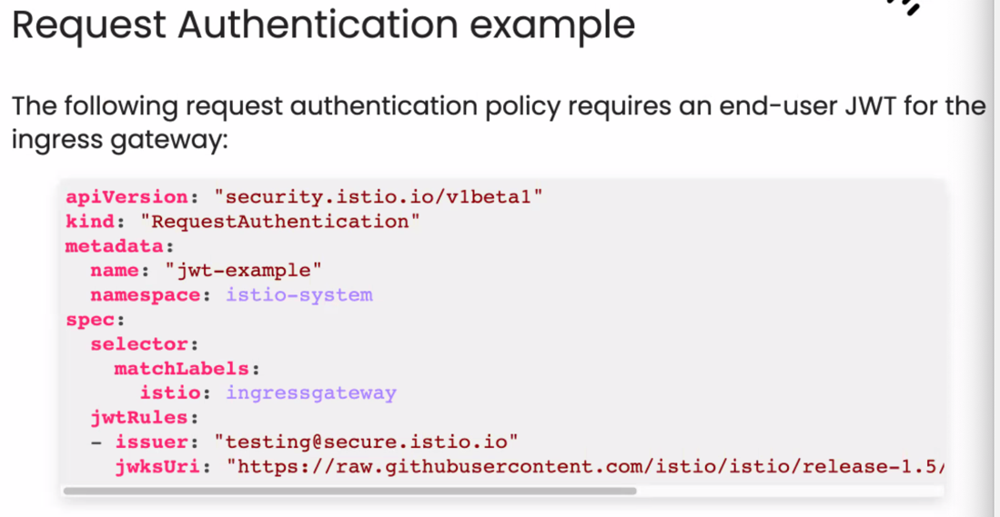 Request Authentication example
The following request authentication policy requires an end-user JWT for the
ingress gateway:
apiVersion: "security.istio.io/v1beta1"
kind: "RequestAuthentication"
metadata:
  name: "jwt-example"
  namespace: istio-system
spec:
  selector:
    matchLabels:
      istio: ingressgateway
  jwtRules:
  - issuer: "testing@secure.istio.io"
    jwksUri: "https://raw.githubusercontent.com/istio/istio/release-1.5/